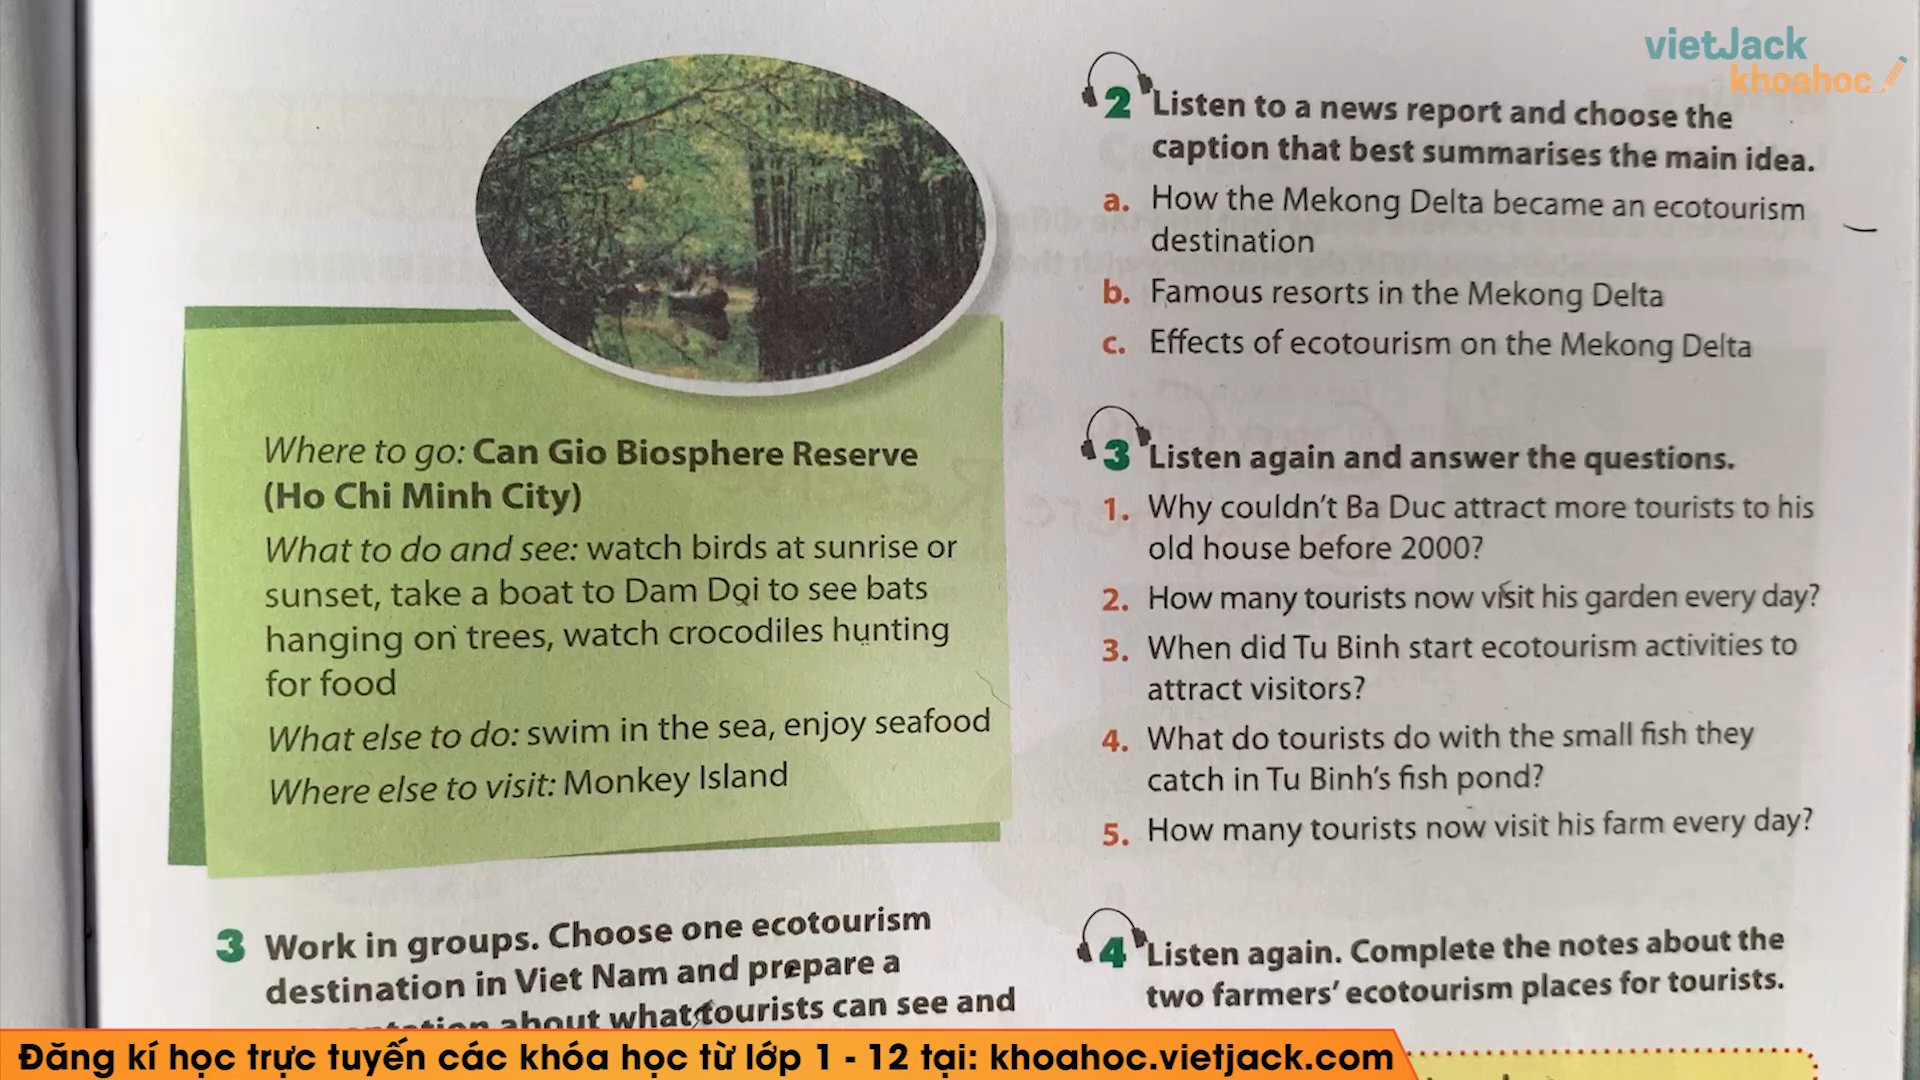 Where to go: Can Gio Biosphere Reserve
(Ho Chi Minh City)
What to do and see: watch birds at sunrise or
sunset, take a boat to Dam Dơi to see bats
hanging on trees, watch crocodiles hunting
for food
What else to do: swim in the sea, enjoy seafood
Where else to visit: Monkey Island
3 Work in groups. Choose one ecotourism
destination in Viet Nam and prepare a
about what tourists can see and
vietJack
khoahoc
2 Listen to a news report and choose the
caption that best summarises the main idea.
a. How the Mekong Delta became an ecotourism
destination
b. Famous resorts in the Mekong Delta
c. Effects of ecotourism on the Mekong Delta
3 Listen again and answer the questions.
1. Why couldn't Ba Duc attract more tourists to his
old house before 2000?
2. How many tourists now visit his garden every day?
3. When did Tu Binh start ecotourism activities to
attract visitors?
4. What do tourists do with the small fish they
catch in Tu Binh's fish pond?
5. How many tourists now visit his farm every day?
4 Listen again. Complete the notes about the
two farmers' ecotourism places for tourists.
Đăng kí học trực tuyến các khóa học từ lớp 1 - 12 tại: khoahoc.vietjack.com